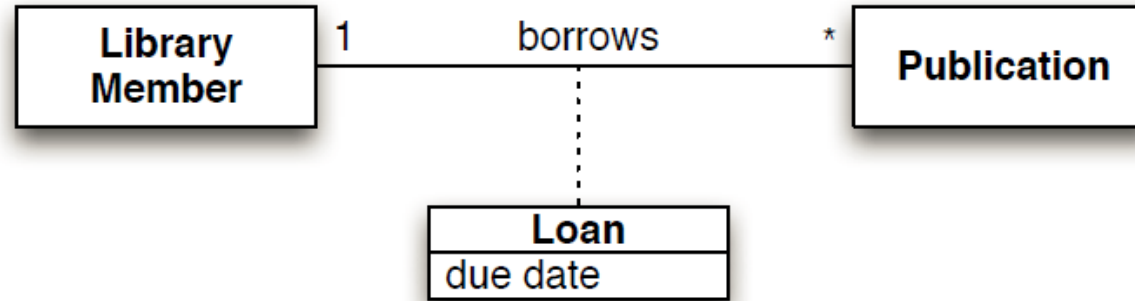 Library
Member
1
borrows
*
Publication
Loan
due date